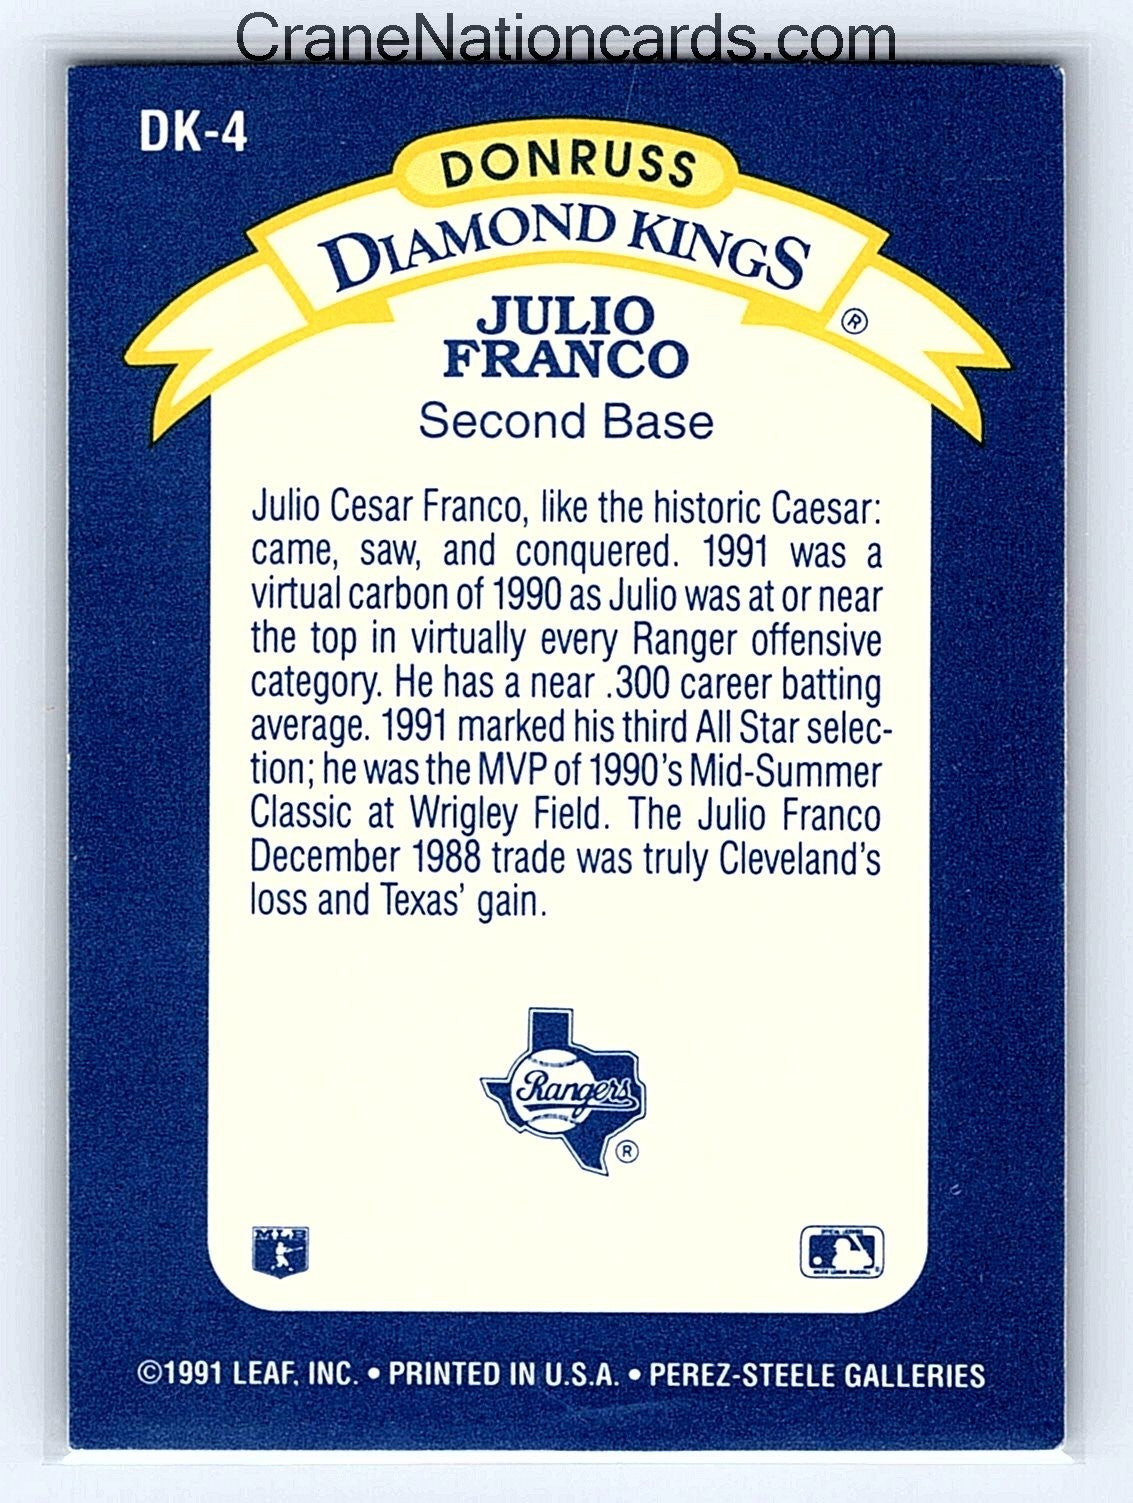 CraneNationcards.com
DK-4
DONRUSS
DIAMOND KINGS
®
JULIO
FRANCO
Second Base
Julio Cesar Franco, like the historic Caesar:
came, saw, and conquered. 1991 was a
virtual carbon of 1990 as Julio was at or near
the top in virtually every Ranger offensive
category. He has a near .300 career batting
average. 1991 marked his third All Star selec-
tion; he was the MVP of 1990's Mid-Summer
Classic at Wrigley Field. The Julio Franco
December 1988 trade was truly Cleveland's
loss and Texas' gain.
Rangers
®
©1991 LEAF, INC. • PRINTED IN U.S.A. • PEREZ-STEELE GALLERIES